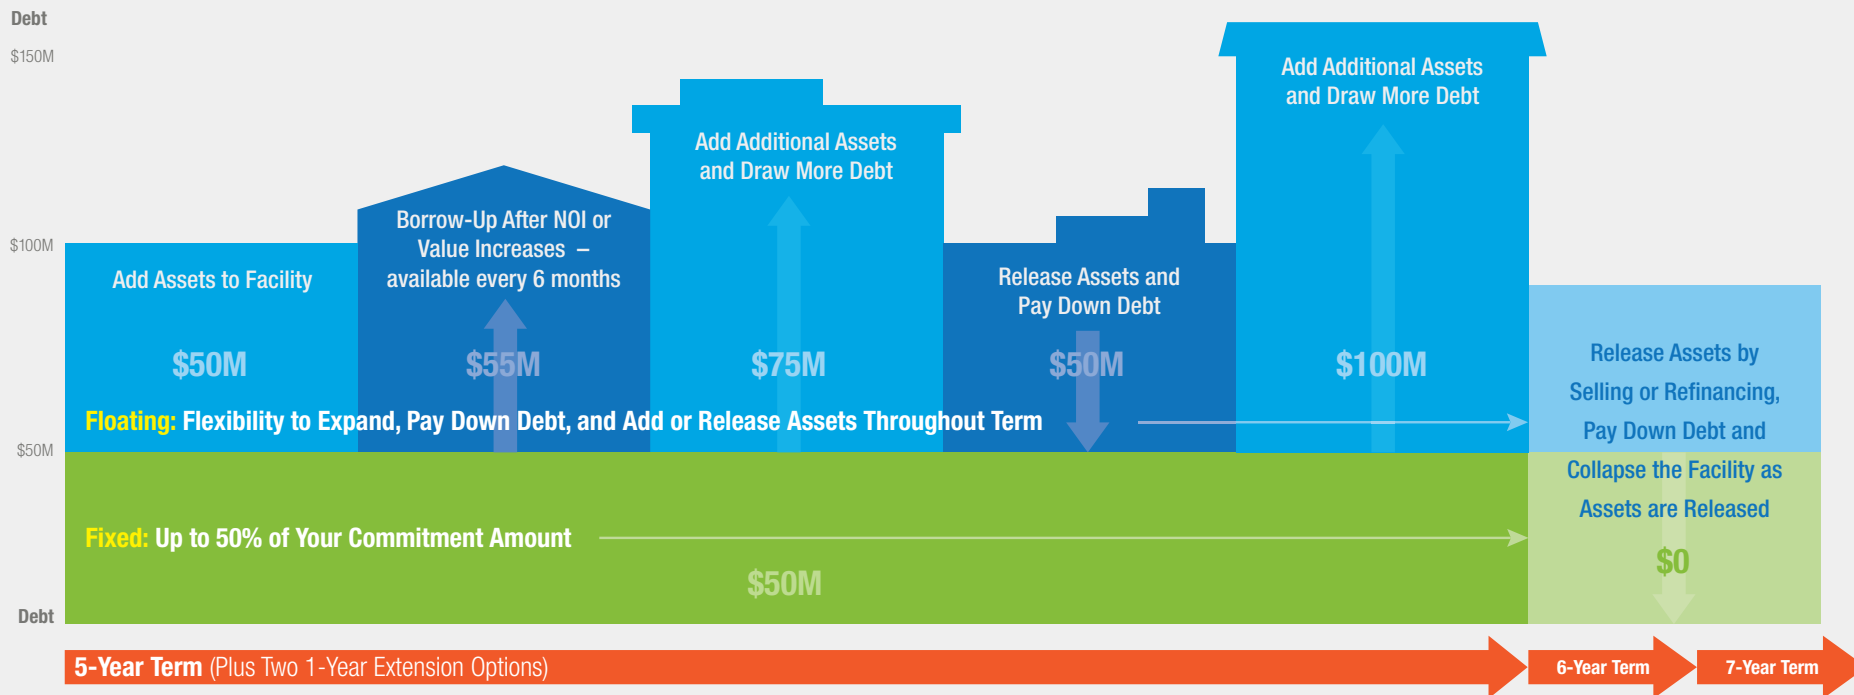 Debt
$150M
$100M
$50M
Debt
Add Assets to Facility
$50M
Borrow-Up After NOI or
Value Increases –
available every 6 months
$55M
Add Additional Assets
and Draw More Debt
$75M
Release Assets and
Pay Down Debt
$50M
Add Additional Assets
and Draw More Debt
$100M
Floating: Flexibility to Expand, Pay Down Debt, and Add or Release Assets Throughout Term
Release Assets by
Selling or Refinancing,
Pay Down Debt and
Collapse the Facility as
Assets are Released
$0
Fixed: Up to 50% of Your Commitment Amount
$50M
5-Year Term (Plus Two 1-Year Extension Options)
6-Year Term
7-Year Term